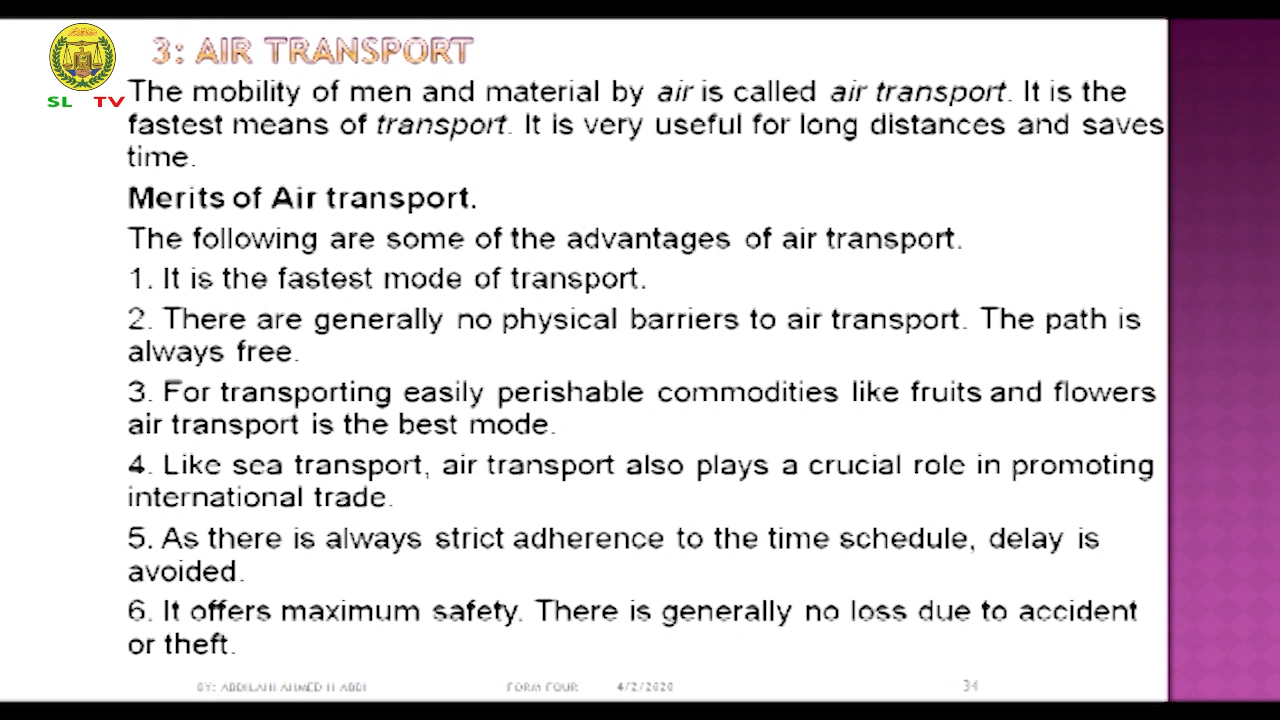 3: AIR TRANSPORT
SL TV
The mobility of men and material by air is called air transport. It is the
fastest means of transport. It is very useful for long distances and saves
time.
Merits of Air transport.
The following are some of the advantages of air transport.
1. It is the fastest mode of transport.
2. There are generally no physical barriers to air transport. The path is
always free.
3. For transporting easily perishable commodities like fruits and flowers
air transport is the best mode.
4. Like sea transport, air transport also plays a crucial role in promoting
international trade.
5. As there is always strict adherence to the time schedule, delay is
avoided.
6. It offers maximum safety. There is generally no loss due to accident
or theft.
BY: ABDILAHI AHMED H ABDI FORM FOUR 4/2/2020 34